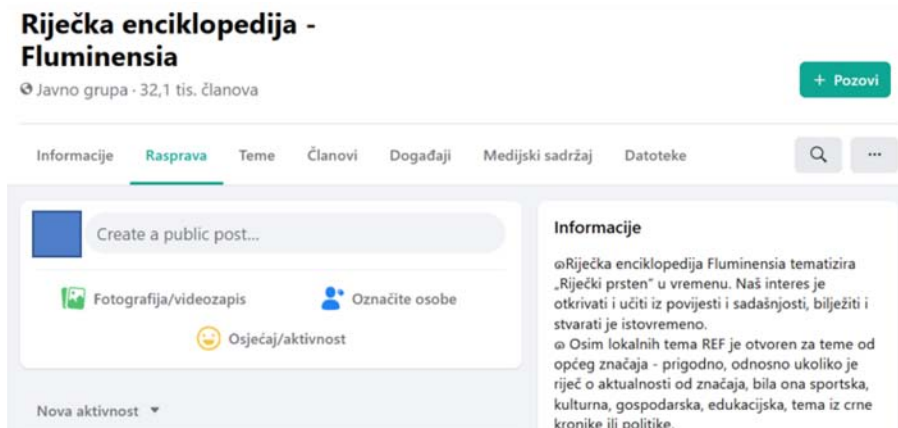 Riječka enciklopedija -
Fluminensia
Javno grupa · 32,1 tis. članova
+ Pozovi
Informacije Rasprava Teme Članovi Događaji Medijski sadržaj Datoteke
Create a public post...
Fotografija/videozapis Označite osobe
Osjećaj/aktivnost
Nova aktivnost
Informacije
Riječka enciklopedija Fluminensia tematizira
„Riječki prsten" u vremenu. Naš interes je
otkrivati i učiti iz povijesti i sadašnjosti, bilježiti i
stvarati je istovremeno.
Osim lokalnih tema REF je otvoren za teme od
općeg značaja - prigodno, odnosno ukoliko je
riječ o aktualnosti od značaja, bila ona sportska,
kulturna, gospodarska, edukacijska, tema iz crne
kronike ili politike.